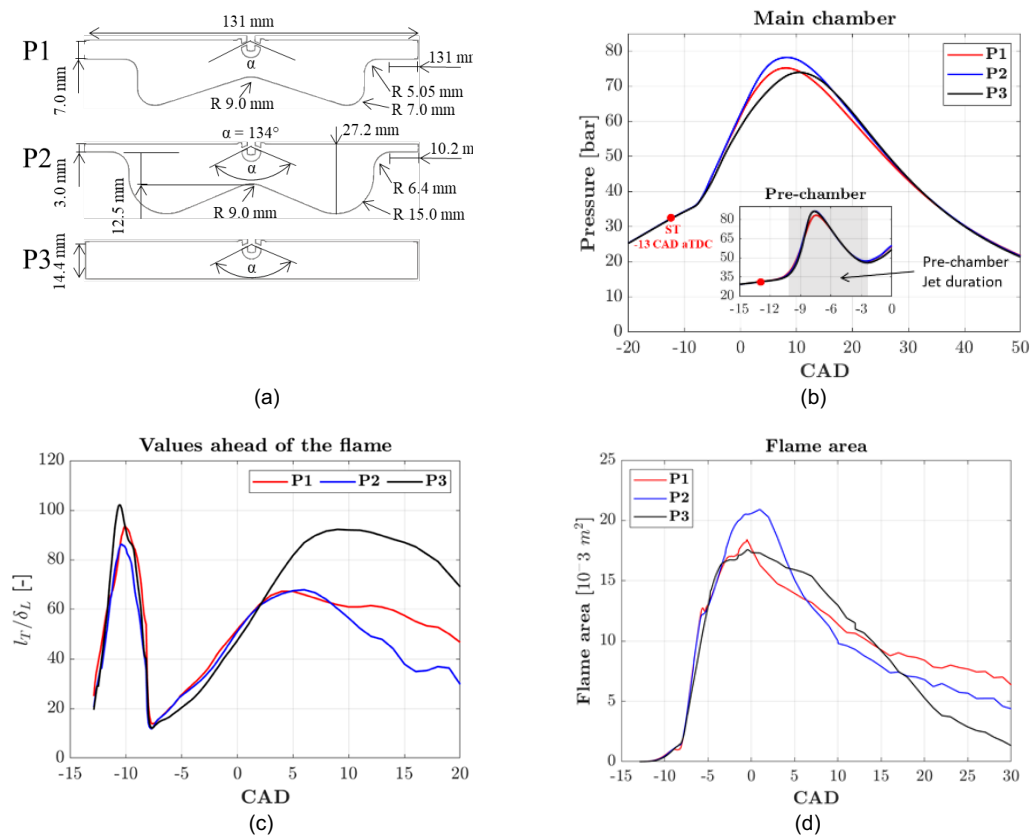 131 mm
P1
α
131 mm
7.0 mm
R 9.0 mm
R 5.05 mm
R 7.0 mm
α = 134°
27.2 mm
P2
α
10.2 m
3.0 mm
12.5 mm
R 9.0 mm
R 6.4 mm
R 15.0 mm
P3
α
14.4 mm
(a)
Main chamber
P1
P2
P3
Pressure [bar]
85
80
70
60
50
40
30
20
10
0
-20
-10
0
10
20
30
40
50
CAD
ST
-13 CAD aTDC
Pre-chamber
90
80
65
50
35
20
-15
-12
-9
-6
-3
0
Pre-chamber
Jet duration
(b)
Values ahead of the flame
P1
P2
P3
l_T/δ_L [-]
120
100
80
60
40
20
0
-15
-10
-5
0
5
10
15
20
CAD
(c)
Flame area
P1
P2
P3
Flame area [10⁻3 m²]
25
20
15
10
5
0
-15
-10
-5
0
5
10
15
20
25
30
CAD
(d)